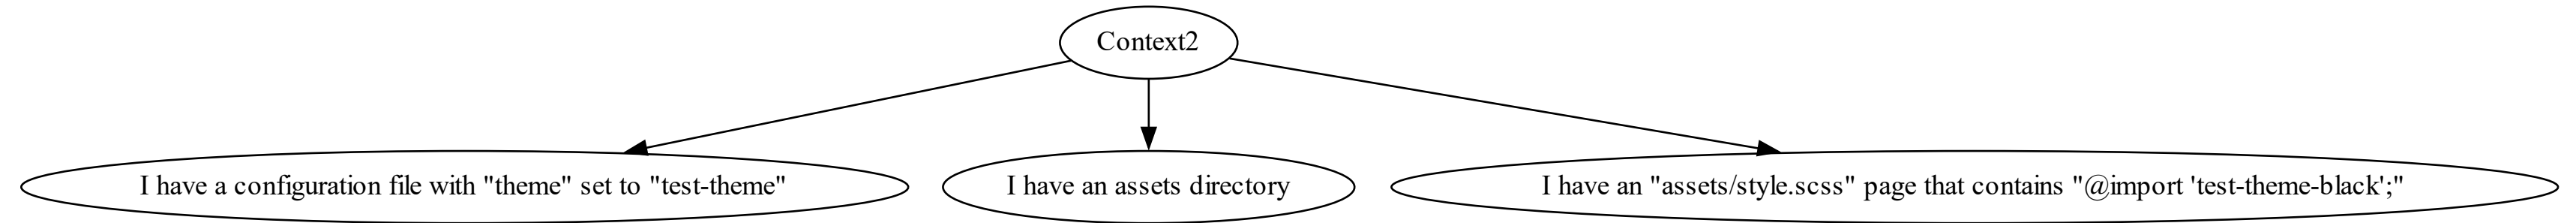 Context2
I have a configuration file with "theme" set to "test-theme"
I have an assets directory
I have an "assets/style.scss" page that contains "@import 'test-theme-black';"